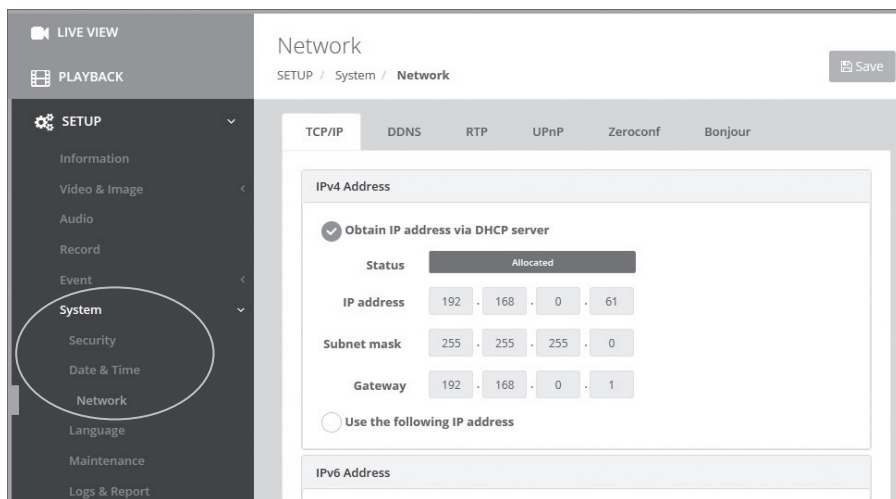 LIVE VIEW
PLAYBACK
SETUP
Information
Video & Image
Audio
Record
Event
System
Security
Date & Time
Network
Language
Maintenance
Logs & Report
Network
SETUP / System / Network
Save
TCP/IP DDNS RTP UPnP Zeroconf Bonjour
IPv4 Address
Obtain IP address via DHCP server
Status Allocated
IP address 192 . 168 . 0 . 61
Subnet mask 255 . 255 . 255 . 0
Gateway 192 . 168 . 0 . 1
Use the following IP address
IPv6 Address